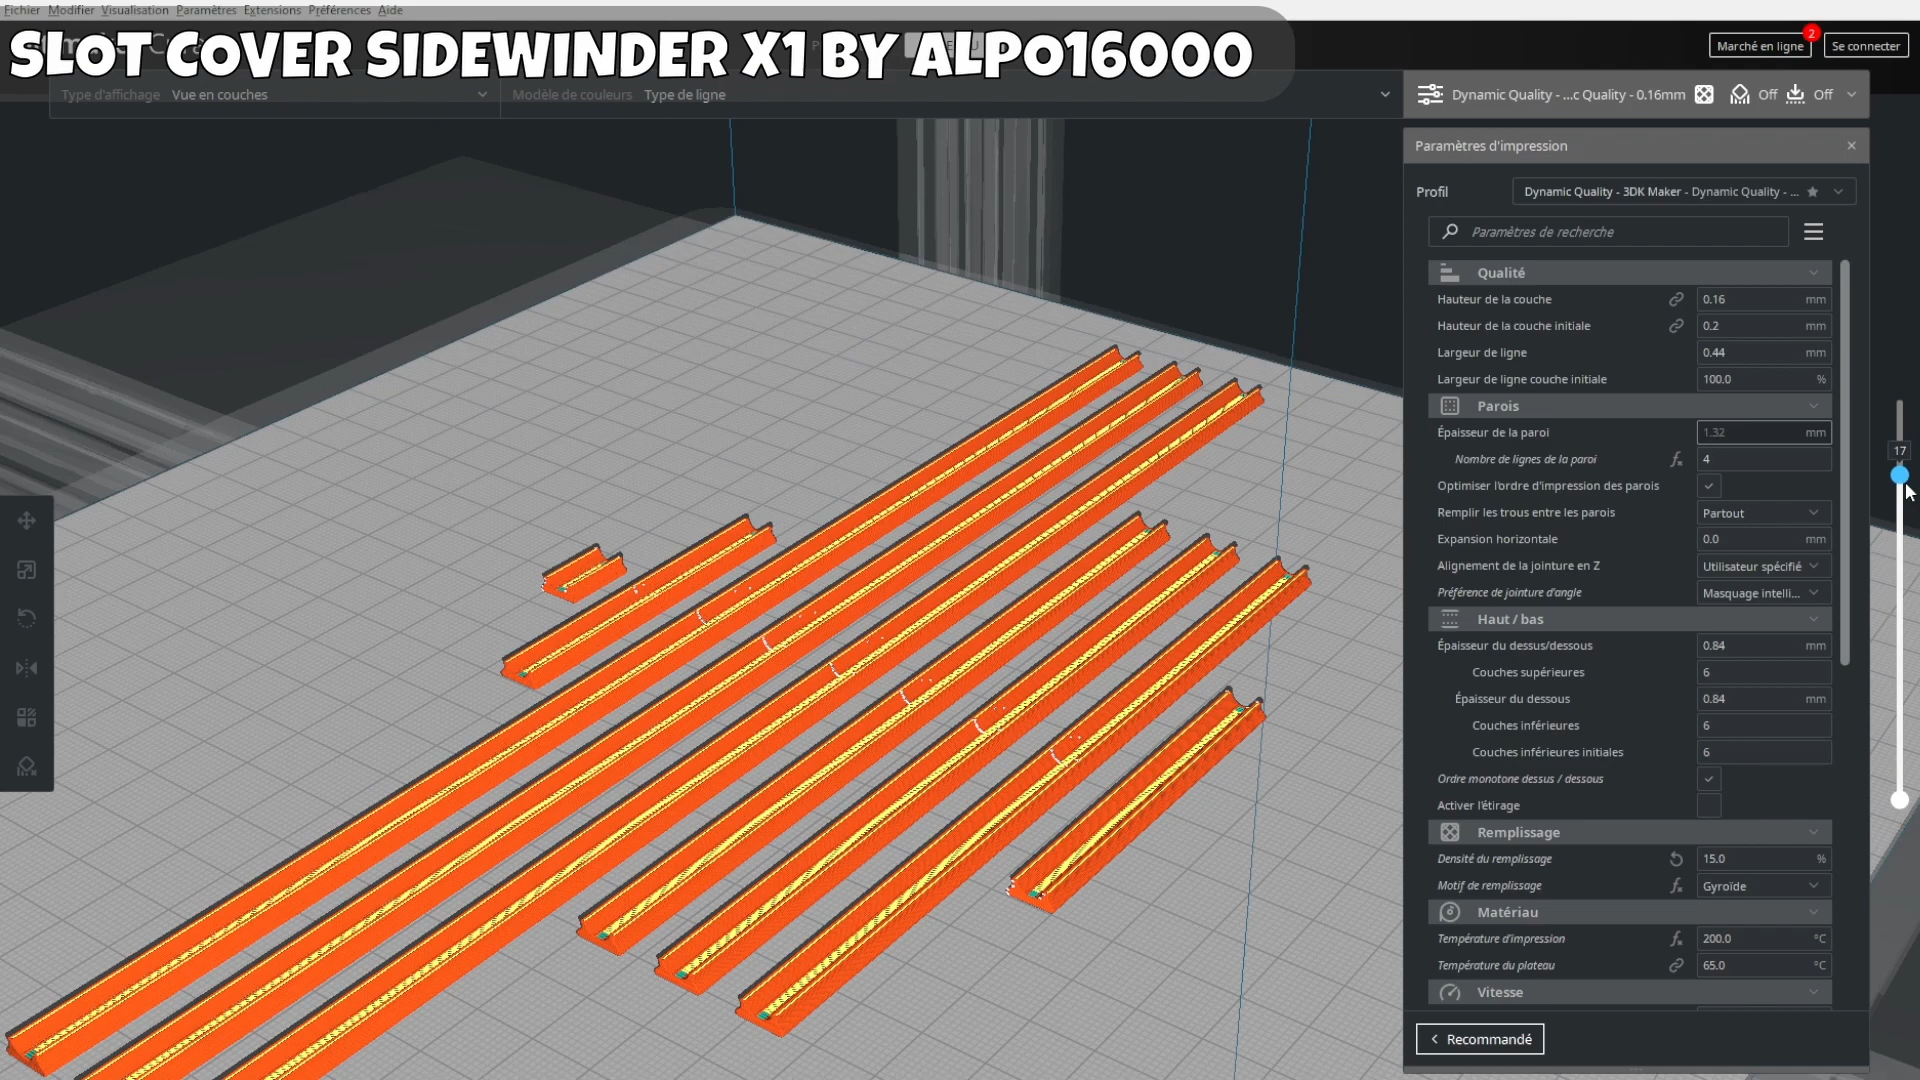 Fichier Modifier Visualisation Paramètres Extensions Préférences Aide
SLOT COVER SIDEWINDER X1 BY ALPO16000
Marché en ligne
2
Se connecter
Type d'affichage Vue en couches
Modèle de couleurs Type de ligne
Dynamic Quality - ...c Quality - 0.16mm Off Off
Paramètres d'impression
Profil Dynamic Quality - 3DK Maker - Dynamic Quality - ...
Paramètres de recherche
Qualité
Hauteur de la couche 0.16 mm
Hauteur de la couche initiale 0.2 mm
Largeur de ligne 0.44 mm
Largeur de ligne couche initiale 100.0 %
Parois
Épaisseur de la paroi 1.32 mm
Nombre de lignes de la paroi 4
Optimiser l'ordre d'impression des parois
Remplir les trous entre les parois Partout
Expansion horizontale 0.0 mm
Alignement de la jointure en Z Utilisateur spécifié
Préférence de jointure d'angle Masquage intelli...
Haut / bas
Épaisseur du dessus/dessous 0.84 mm
Couches supérieures 6
Épaisseur du dessous 0.84 mm
Couches inférieures 6
Couches inférieures initiales 6
Ordre monotone dessus / dessous
Activer l'étirage
Remplissage
Densité du remplissage 15.0 %
Motif de remplissage Gyroïde
Matériau
Température d'impression 200.0 °C
Température du plateau 65.0 °C
Vitesse
Recommandé
17